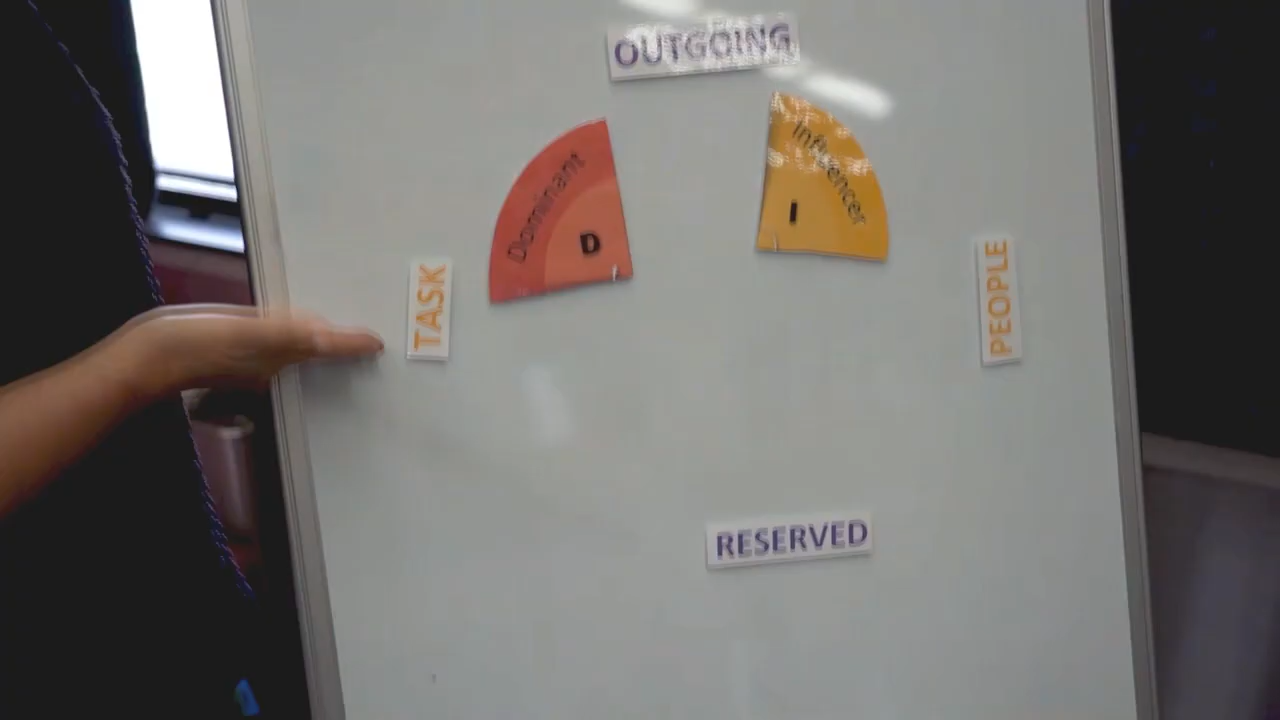 OUTGOING
Dominant
D
Influencer
I
TASK
PEOPLE
RESERVED